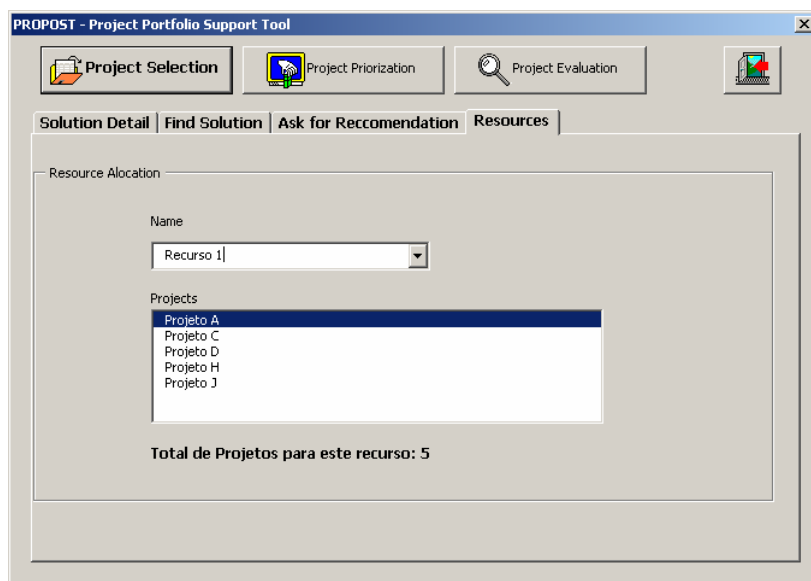 PROPOST - Project Portfolio Support Tool
Project Selection
Project Priorization
Project Evaluation
Solution Detail
Find Solution
Ask for Reccomendation
Resources
Resource Alocation
Name
Recurso 1
Projects
Projeto A
Projeto C
Projeto D
Projeto H
Projeto J
Total de Projetos para este recurso: 5